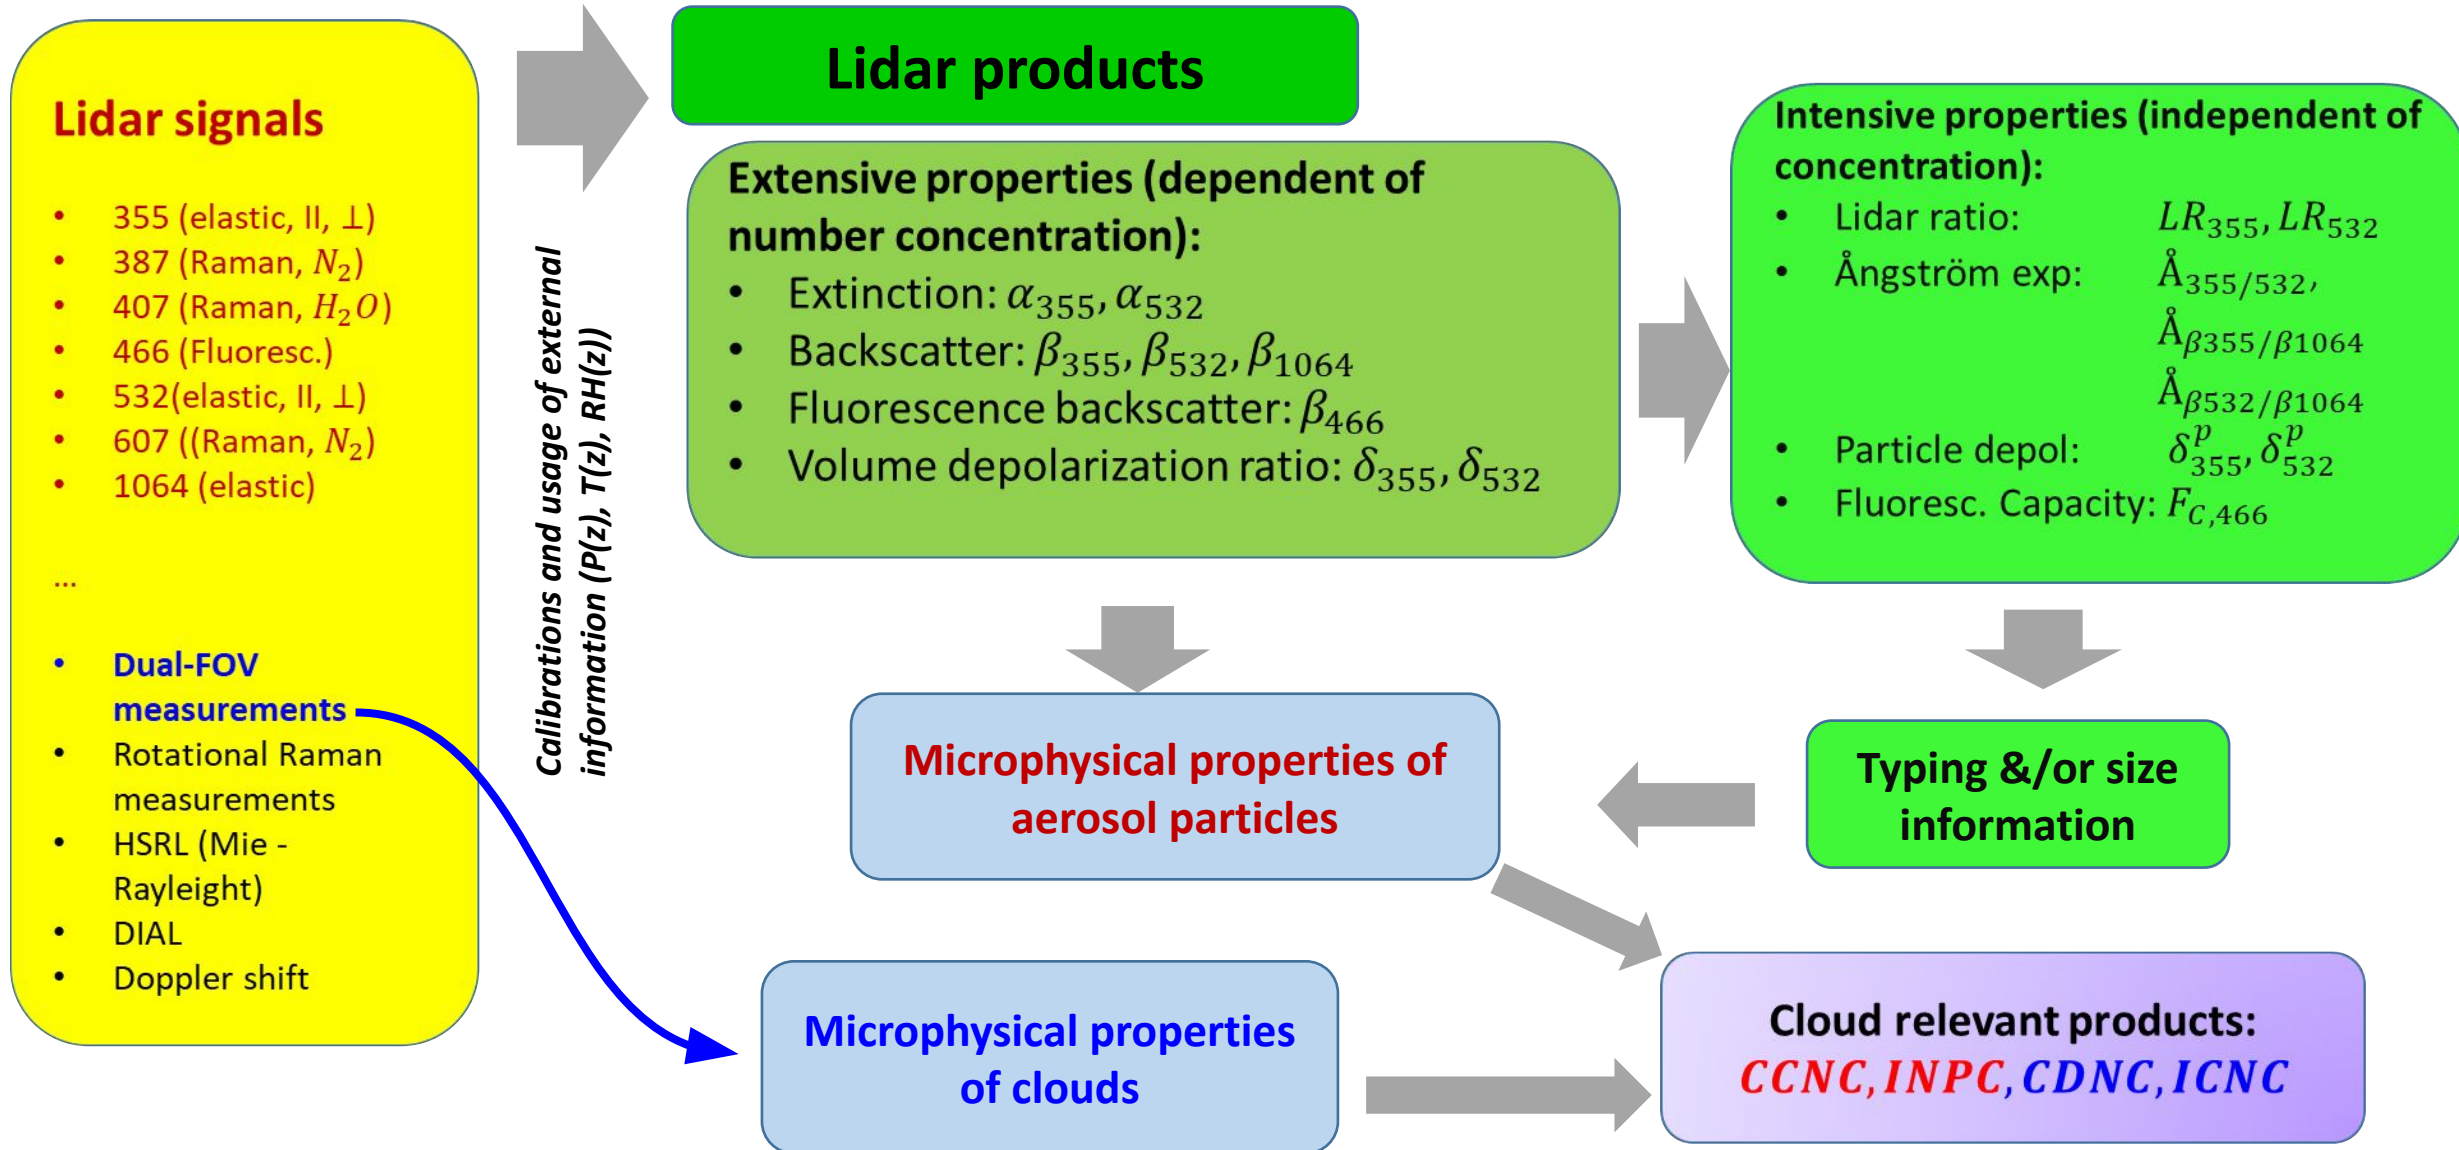 Lidar signals
• 355 (elastic, II, ⊥)
• 387 (Raman, N₂)
• 407 (Raman, H₂O)
• 466 (Fluoresc.)
• 532(elastic, II, ⊥)
• 607 ((Raman, N₂)
• 1064 (elastic)
...
• Dual-FOV
measurements
• Rotational Raman
measurements
• HSRL (Mie -
Rayleight)
• DIAL
• Doppler shift
Calibrations and usage of external
information (P(z), T(z), RH(z))
Lidar products
Extensive properties (dependent of
number concentration):
• Extinction: α₃₅₅, α₅₃₂
• Backscatter: β₃₅₅, β₅₃₂, β₁₀₆₄
• Fluorescence backscatter: β₄₆₆
• Volume depolarization ratio: δ₃₅₅, δ₅₃₂
Intensive properties (independent of
concentration):
• Lidar ratio: LR₃₅₅, LR₅₃₂
• Ångström exp: Å₃₅₅/₅₃₂,
Å_β355/β1064
Å_β532/β1064
• Particle depol: δ^p_355, δ^p_532
• Fluoresc. Capacity: F_C,466
Microphysical properties of
aerosol particles
Typing &/or size
information
Microphysical properties
of clouds
Cloud relevant products:
CCNC, INPC, CDNC, ICNC